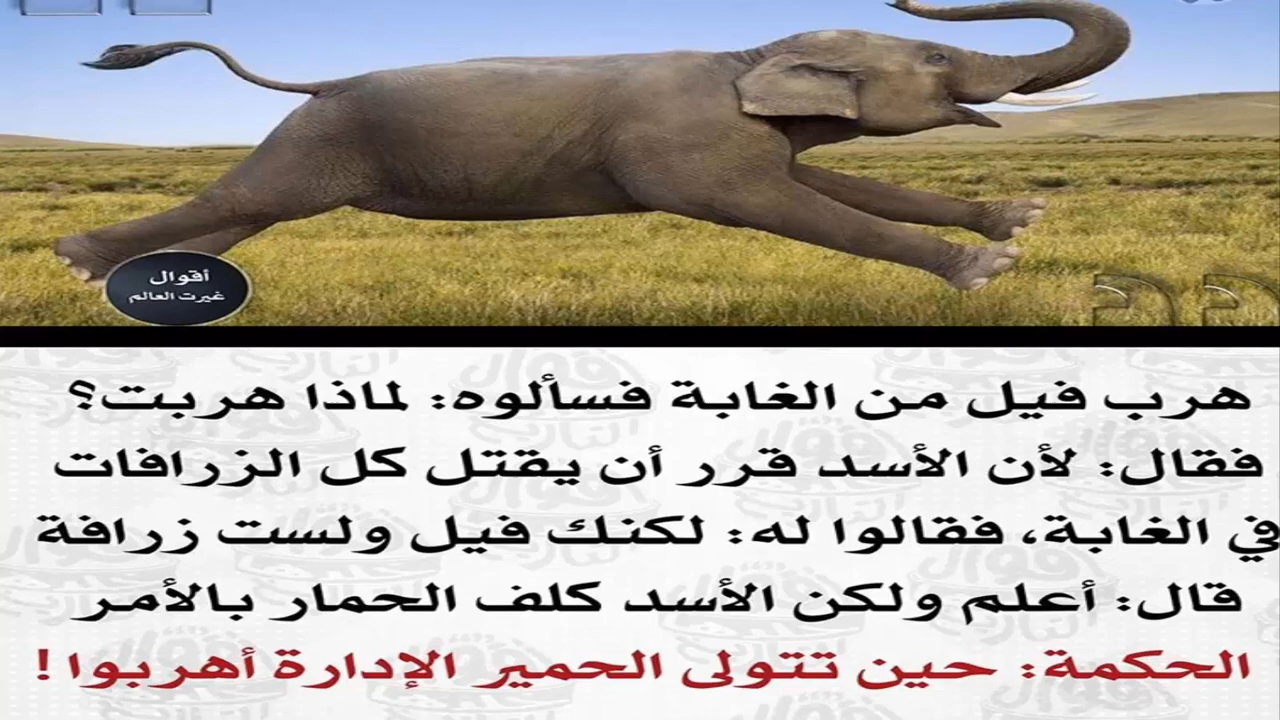 أقوال
غيرت العالم
هرب فيل من الغابة فسألوه: لماذا هربت؟
فقال: لأن الأسد قرر أن يقتل كل الزرافات
في الغابة، فقالوا له: لكنك فيل ولست زرافة
قال: أعلم ولكن الأسد كلف الحمار بالأمر
الحكمة: حين تتولى الحمير الإدارة أهربوا!